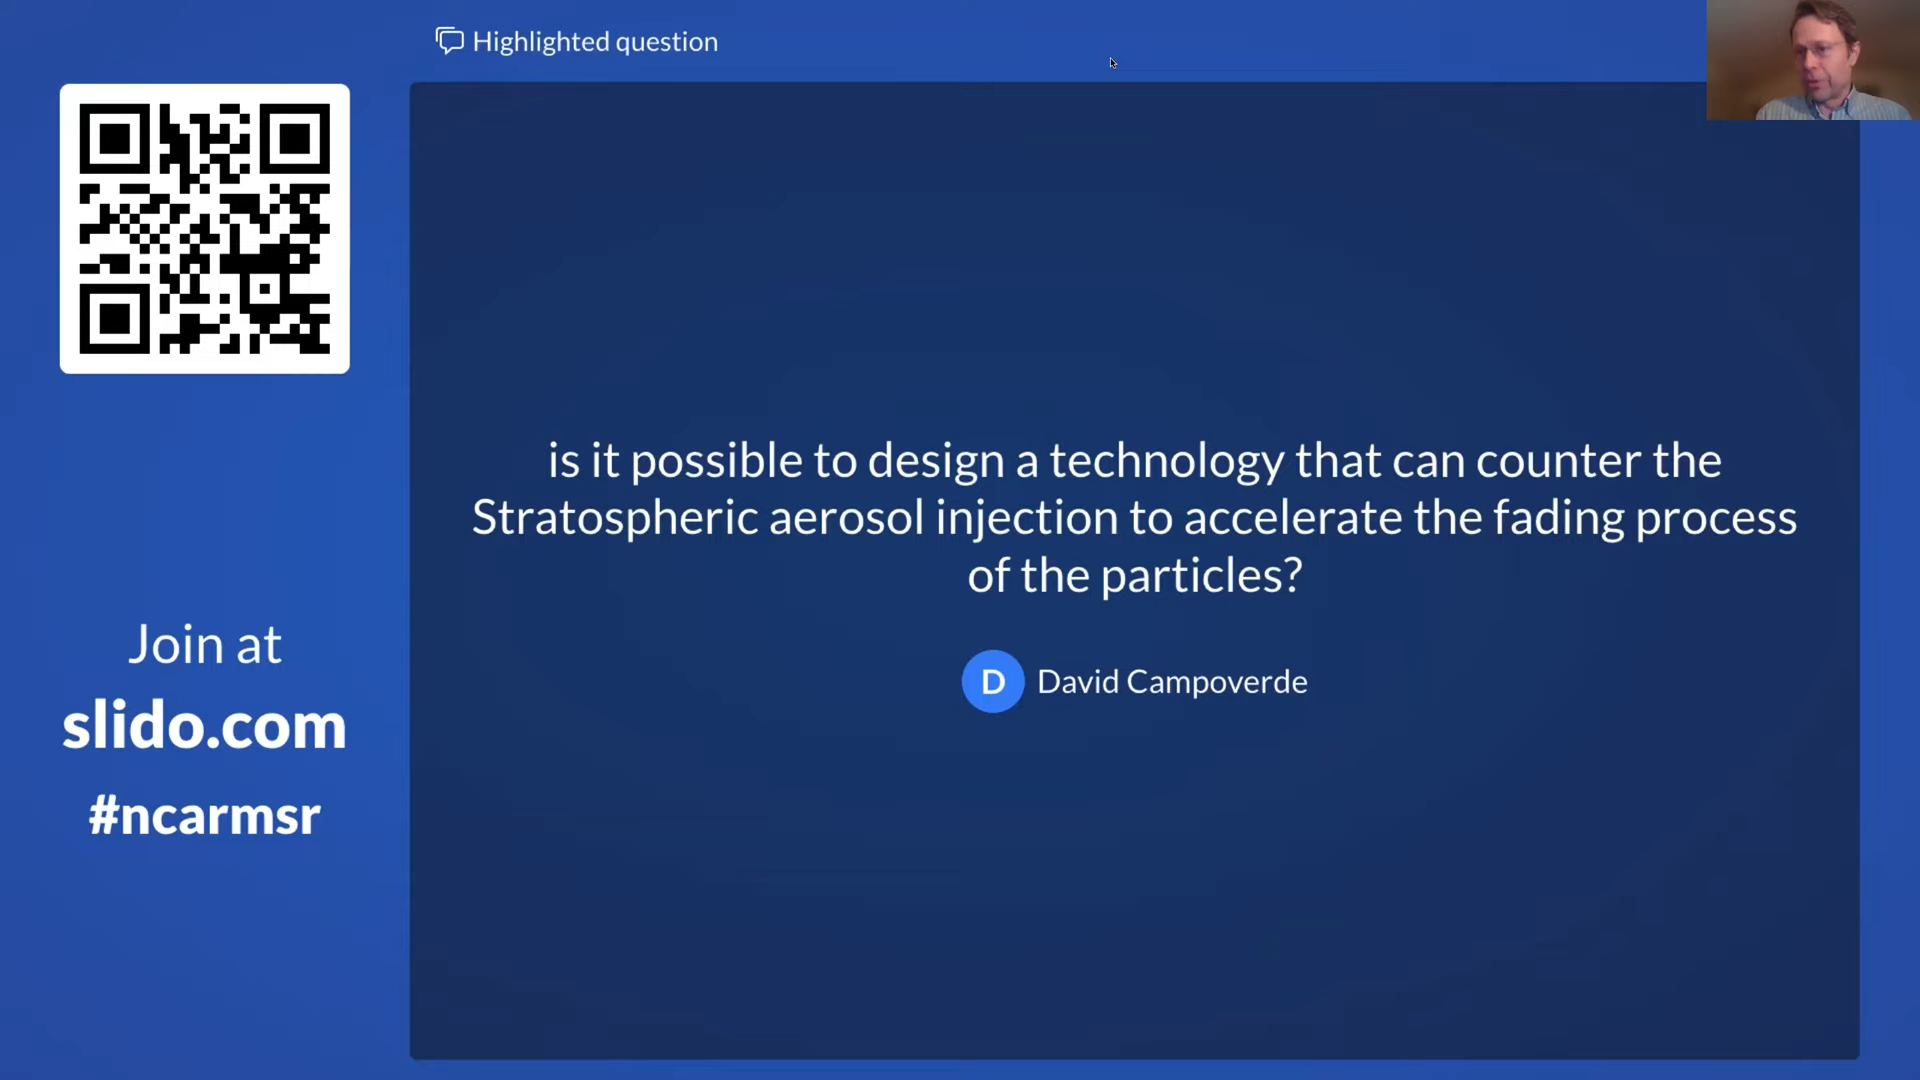 Highlighted question
is it possible to design a technology that can counter the
Stratospheric aerosol injection to accelerate the fading process
of the particles?
D David Campoverde
Join at
slido.com
#ncarmsr